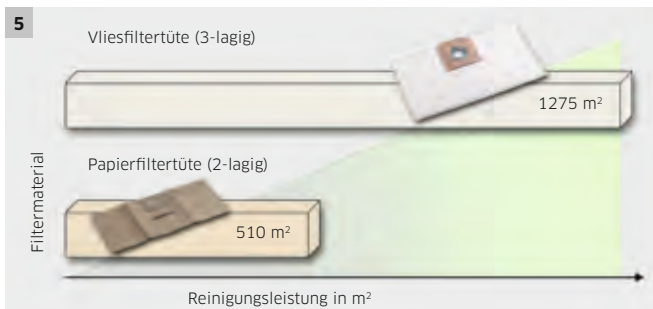 5
Vliesfiltertüte (3-lagig)
1275 m²
Papierfiltertüte (2-lagig)
510 m²
Filtermaterial
Reinigungsleistung in m²